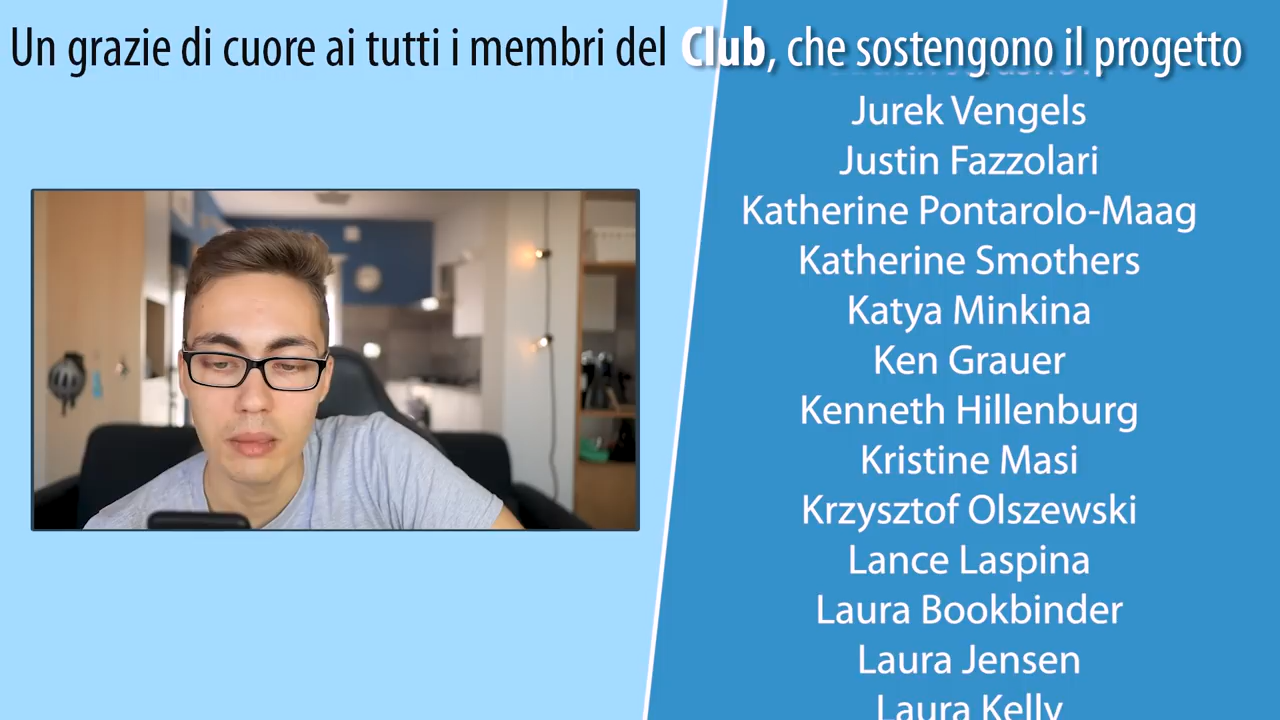 Un grazie di cuore ai tutti i membri del Club, che sostengono il progetto
Jurek Vengels
Justin Fazzolari
Katherine Pontarolo-Maag
Katherine Smothers
Katya Minkina
Ken Grauer
Kenneth Hillenburg
Kristine Masi
Krzysztof Olszewski
Lance Laspina
Laura Bookbinder
Laura Jensen
Laura Kelly